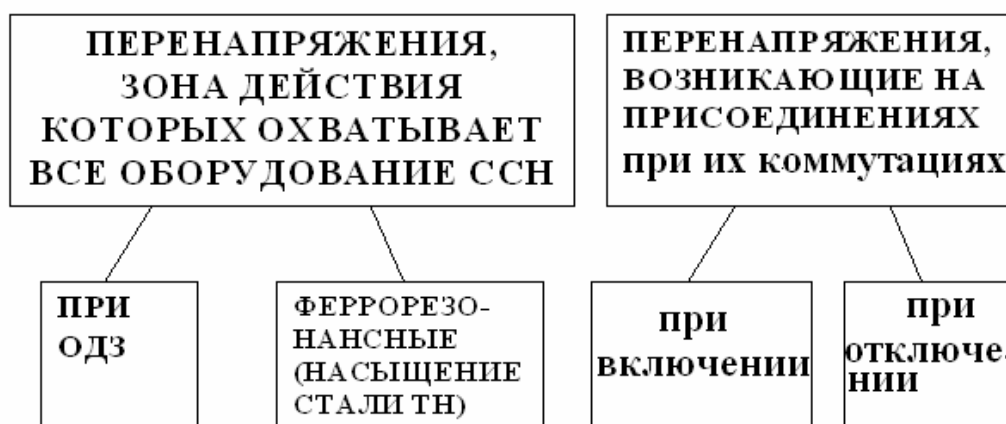 ПЕРЕНАПРЯЖЕНИЯ,
ЗОНА ДЕЙСТВИЯ
КОТОРЫХ ОХВАТЫВАЕТ
ВСЕ ОБОРУДОВАНИЕ ССН
ПЕРЕНАПРЯЖЕНИЯ,
ВОЗНИКАЮЩИЕ НА
ПРИСОЕДИНЕНИЯХ
при их коммутациях
ПРИ
ОДЗ
ФЕРРОРЕЗО-
НАНСНЫЕ
(НАСЫЩЕНИЕ
СТАЛИ ТН)
при
включении
при
отключе-
нии